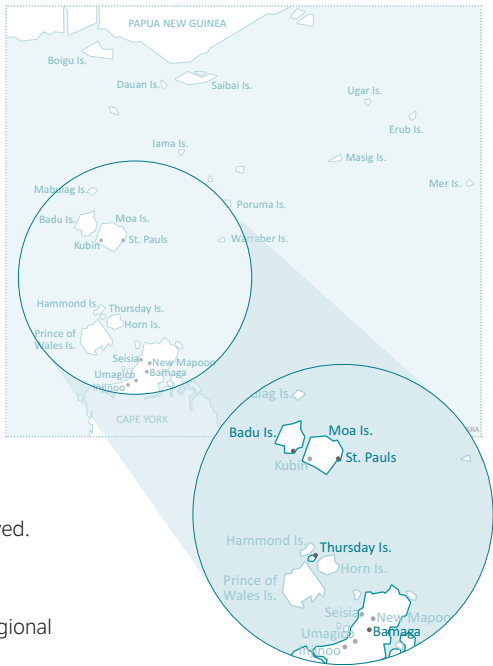 PAPUA NEW GUINEA
Boigu Is.
Dauan Is.
Saibai Is.
Ugar Is.
Erub Is.
Iama Is.
Masig Is.
Mer Is.
Mabuiag Is.
Poruma Is.
Badu Is.
Moa Is.
Kubin
St. Pauls
Warraber Is.
Hammond Is.
Thursday Is.
Horn Is.
Prince of
Wales Is.
Seisia
New Mapoon
Umagico
Bamaga
Injinoo
CAPE YORK
Badu Is.
Moa Is.
Kubin
St. Pauls
Hammond Is.
Thursday Is.
Horn Is.
Prince of
Wales Is.
Seisia
New Mapoo
Umagico
Bamaga
Injinoo
ved.
gional